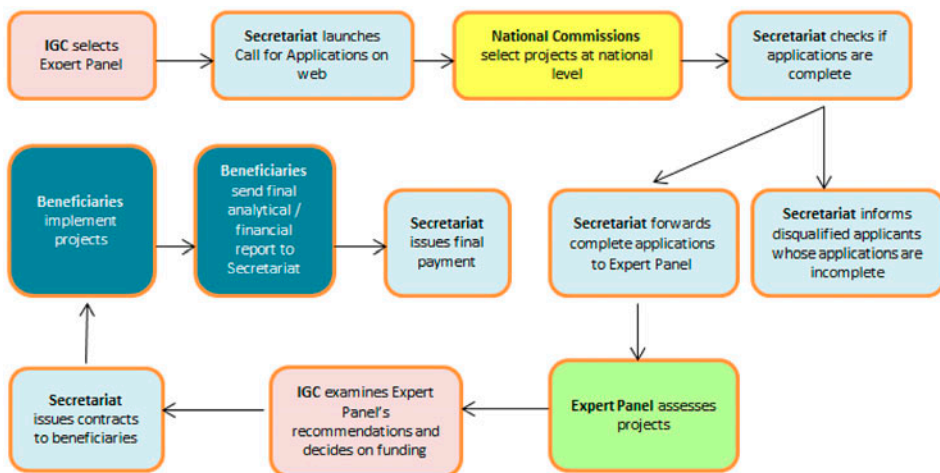 IGC selects
Expert Panel
Secretariat launches
Call for Applications on
web
National Commissions
select projects at national
level
Secretariat checks if
applications are
complete
Beneficiaries
implement
projects
Beneficiaries
send final
analytical /
financial
report to
Secretariat
Secretariat
issues final
payment
Secretariat forwards
complete applications
to Expert Panel
Secretariat informs
disqualified applicants
whose applications are
incomplete
Secretariat
issues contracts
to beneficiaries
IGC examines Expert
Panel's
recommendations and
decides on funding
Expert Panel assesses
projects